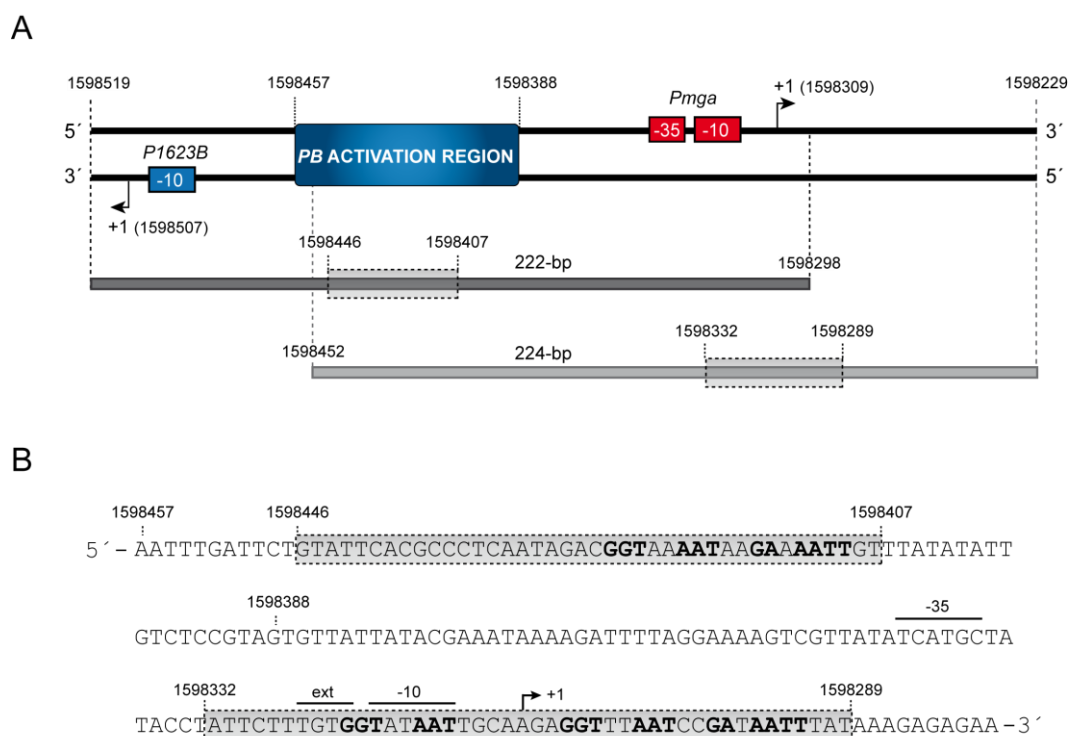 A
1598519 1598457 1598388 +1 (1598309) 1598229
Pmga
5´ -35 -10 3´
P1623B PB ACTIVATION REGION
3´ -10 5´
+1 (1598507)
1598446 1598407
222-bp 1598298
1598332 1598289
1598452 224-bp
B
1598457 1598446 1598407
5´ - AATTTGATTCTGTATTCACGCCCTCAATAGACGGTAAAATAAGAAAATTGTTTATATATT
1598388 -35
GTCTCCGTAGTGTTATTATACGAAATAAAAGATTTTAGGAAAAGTCGTTATATCATGCTA
1598332 ext -10 +1 1598289
TACCTATTCTTTGTGGTATAATTGCAAGAGGTTTAATCCGATAATTTATAAAGAGAGAA -3´